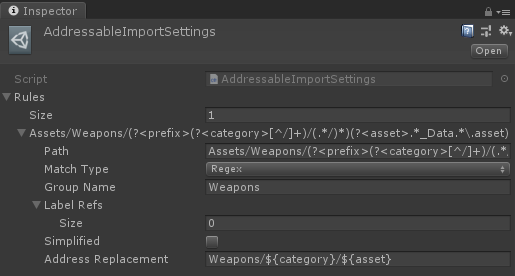 Inspector
AddressableImportSettings
Open
Script AddressableImportSettings
Rules
Size 1
Assets/Weapons/(?<prefix>(?<category>[^/]+)/(.*/)*)(?<asset>.*_Data.*\.asset)
Path Assets/Weapons/(?<prefix>(?<category>[^/]+)/(.*,
Match Type Regex
Group Name Weapons
Label Refs
Size 0
Simplified
Address Replacement Weapons/${category}/${asset}